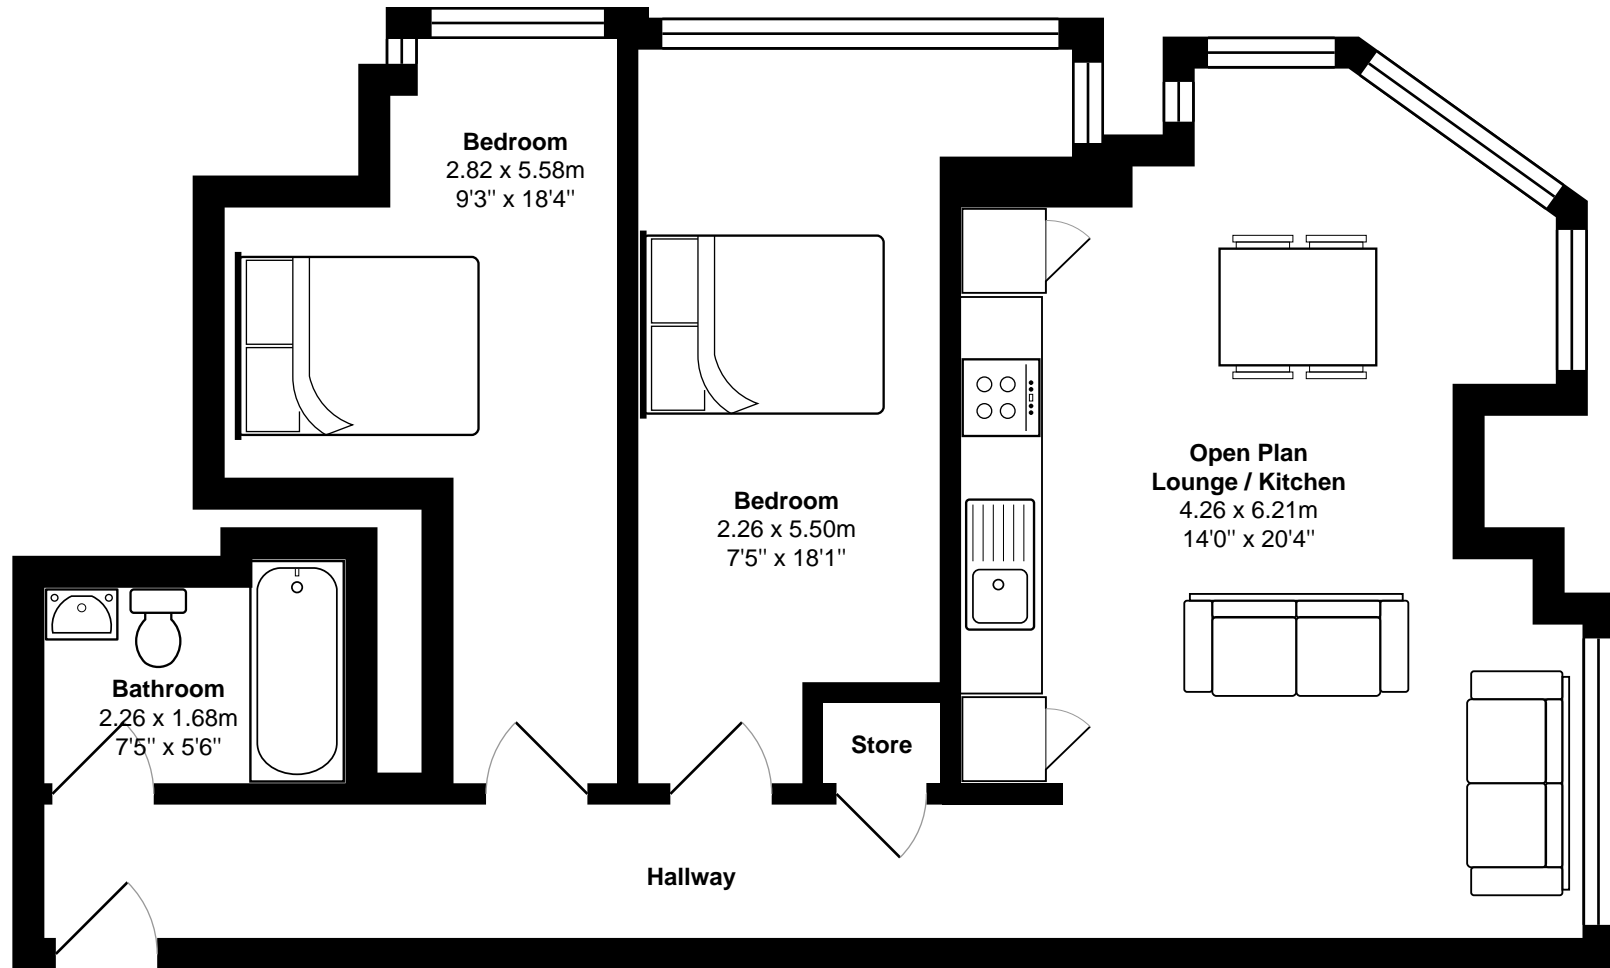 Bedroom
2.82 x 5.58m
9'3" x 18'4"
Bedroom
2.26 x 5.50m
7'5" x 18'1"
Open Plan
Lounge / Kitchen
4.26 x 6.21m
14'0" x 20'4"
Bathroom
2.26 x 1.68m
7'5" x 5'6"
Store
Hallway